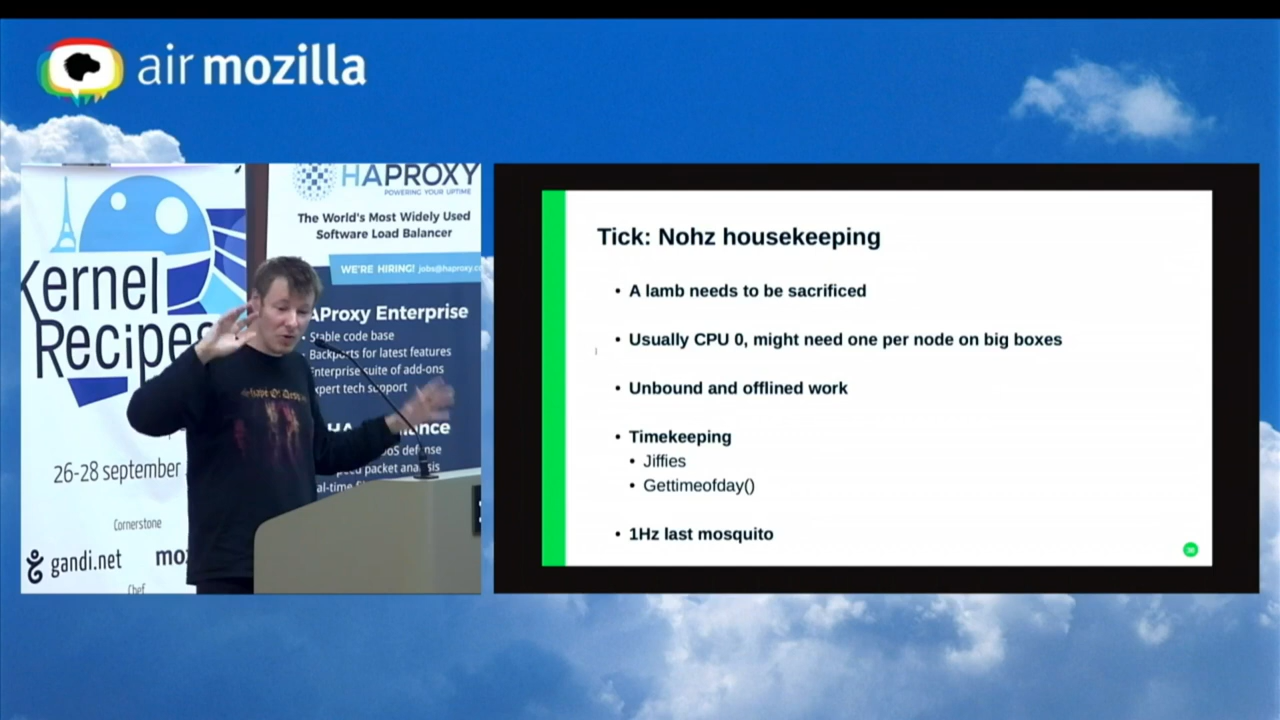 air mozilla
Kernel
Recipes
26-28 september
Cornerstone
gandi.net
Chef
HAPROXY
POWERING YOUR UPTIME
The World's Most Widely Used
Software Load Balancer
WE'RE HIRING! jobs@haproxy.c
AProxy Enterprise
Stable code base
Backports for latest features
Enterprise suite of add-ons
expert tech support
Tick: Nohz housekeeping
• A lamb needs to be sacrificed
• Usually CPU 0, might need one per node on big boxes
• Unbound and offlined work
• Timekeeping
• Jiffies
• Gettimeofday()
• 1Hz last mosquito
36